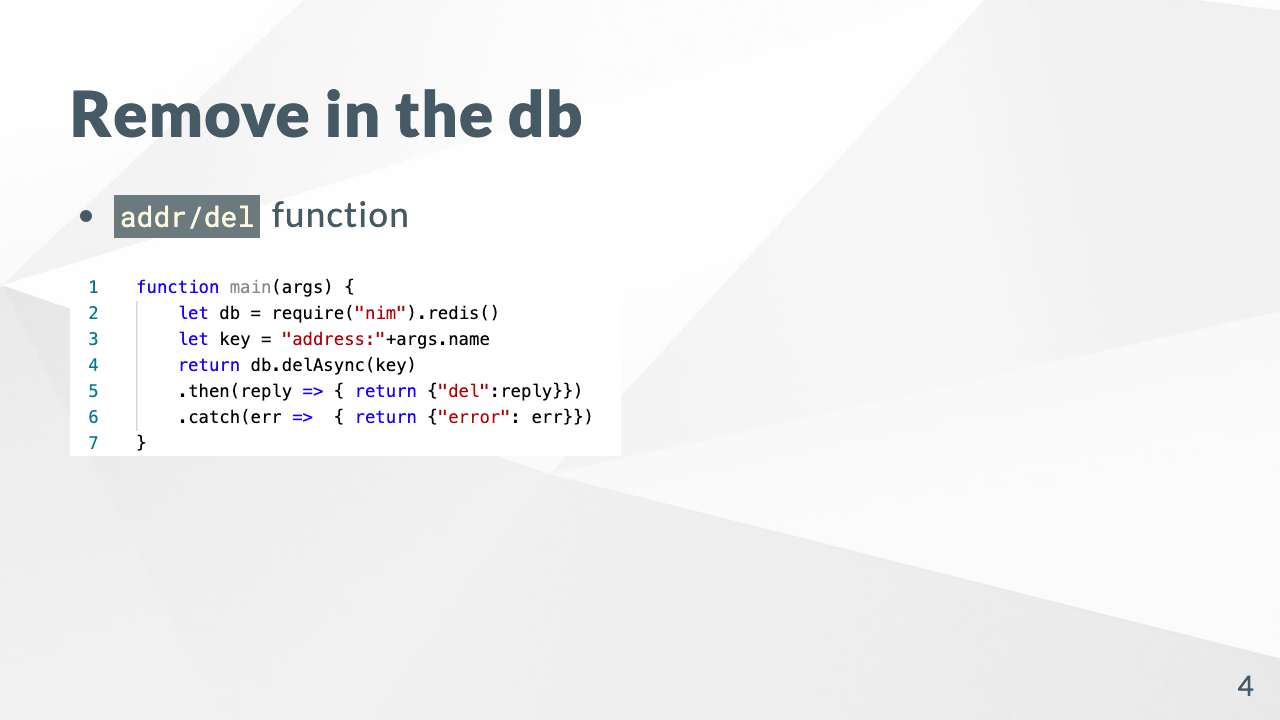 Remove in the db
• addr/del function
1 function main(args) {
2 let db = require("nim").redis()
3 let key = "address:"+args.name
4 return db.delAsync(key)
5 .then(reply => { return {"del":reply}})
6 .catch(err =>  { return {"error": err}})
7 }
4